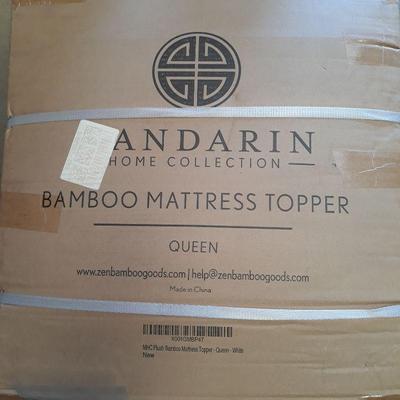 ANDARIN
HOME COLLECTION
BAMBOO MATTRESS TOPPER
QUEEN
www.zenbamboogoods.com | help@zenbamboogoods.com
Made in China
X001GMBP47
MHC Plush Bamboo Mattress Topper - Queen - White
New